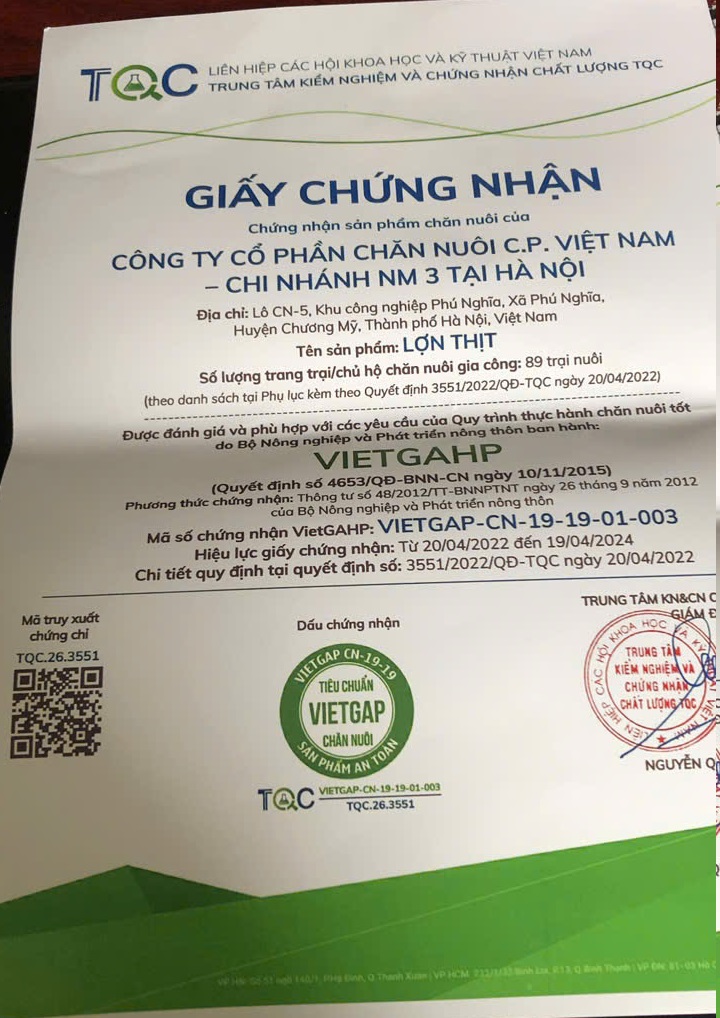 TQC
LIÊN HIỆP CÁC HỘI KHOA HỌC VÀ KỸ THUẬT VIỆT NAM
TRUNG TÂM KIỂM NGHIỆM VÀ CHỨNG NHẬN CHẤT LƯỢNG TQC
GIẤY CHỨNG NHẬN
Chứng nhận sản phẩm chăn nuôi của
CÔNG TY CỔ PHẦN CHĂN NUÔI C.P. VIỆT NAM
– CHI NHÁNH NM 3 TẠI HÀ NỘI
Địa chỉ: Lô CN-5, Khu công nghiệp Phú Nghĩa, Xã Phú Nghĩa,
Huyện Chương Mỹ, Thành phố Hà Nội, Việt Nam
Tên sản phẩm: LỢN THỊT
Số lượng trang trại/chủ hộ chăn nuôi gia công: 89 trại nuôi
(theo danh sách tại Phụ lục kèm theo Quyết định 3551/2022/QĐ-TQC ngày 20/04/2022)
Được đánh giá và phù hợp với các yêu cầu của Quy trình thực hành chăn nuôi tốt
do Bộ Nông nghiệp và Phát triển nông thôn ban hành:
VIETGAHP
(Quyết định số 4653/QĐ-BNN-CN ngày 10/11/2015)
Phương thức chứng nhận: Thông tư số 48/2012/TT-BNNPTNT ngày 26 tháng 9 năm 2012
của Bộ Nông nghiệp và Phát triển nông thôn
Mã số chứng nhận VietGAHP: VIETGAP-CN-19-19-01-003
Hiệu lực giấy chứng nhận: Từ 20/04/2022 đến 19/04/2024
Chi tiết quy định tại quyết định số: 3551/2022/QĐ-TQC ngày 20/04/2022
Mã truy xuất
chứng chỉ
TQC.26.3551
Dấu chứng nhận
VIETGAP CN-19-19
TIÊU CHUẨN
VIETGAP
CHĂN NUÔI
SẢN PHẨM AN TOÀN
TQC
VIETGAP-CN-19-19-01-003
TQC.26.3551
TRUNG TÂM KN&CN C
GIÁM Đ
LIÊN HIỆP CÁC HỘI KHOA HỌC VÀ KỸ VIỆT NAM
TRUNG TÂM
KIỂM NGHIỆM VÀ
CHỨNG NHẬN
CHẤT LƯỢNG TQC
NGUYỄN Q